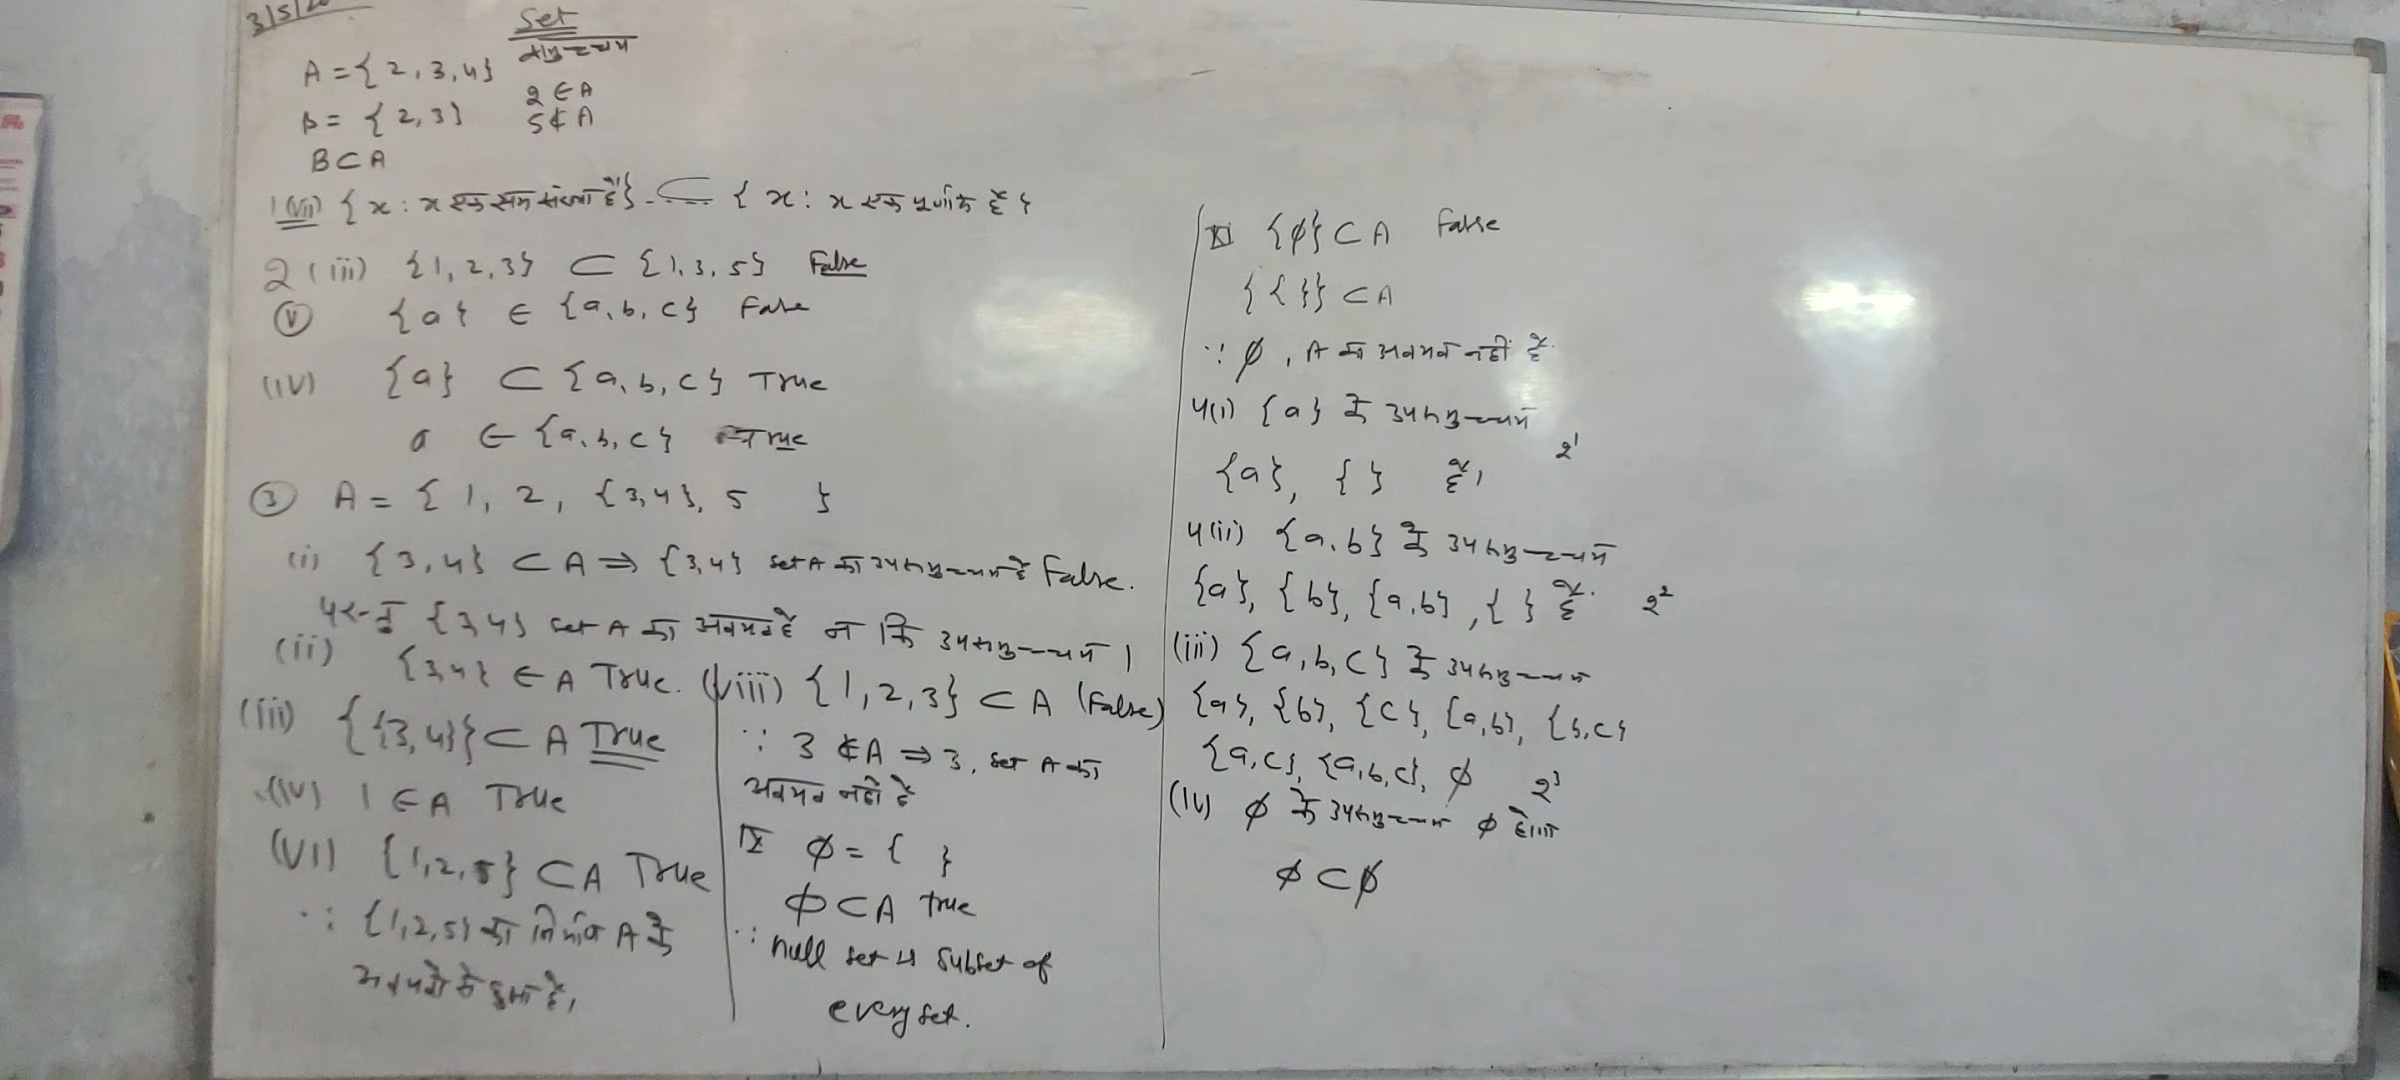 3/5/20
Set
समुच्चय
A = { 2, 3, 4 }
2 ∈ A
B = { 2, 3 }
5 ∉ A
B ⊂ A
1 (vii) { x : x एक सम संख्या है } ⊂ { x : x एक पूर्णांक है }
2 (iii) {1, 2, 3} ⊂ {1, 3, 5} False
(v) {a} ∈ {a, b, c} False
(iv) {a} ⊂ {a, b, c} True
a ∈ {a, b, c} True
(3) A = { 1, 2, {3,4}, 5 }
(i) {3,4} ⊂ A ⇒ {3,4} set A का उपसमुच्चय है False.
परन्तु {3,4} set A का अवयव है न कि उपसमुच्चय ।
(ii) {3,4} ∈ A True.
(iii) {{3,4}} ⊂ A True
(iv) 1 ∈ A True
(vi) {1,2,5} ⊂ A True
∵ {1,2,5} का निर्माण A के
अवयवों से हुआ है,
(viii) {1, 2, 3} ⊂ A (False)
∵ 3 ∉ A ⇒ 3, set A का
अवयव नहीं है
IX φ = { }
φ ⊂ A true
∵ null set is subset of
every set.
XI {φ} ⊂ A False
{{}} ⊂ A
∵ φ, A का अवयव नहीं है.
4(i) {a} के उपसमुच्चय
{a}, { } है, 2¹
4(ii) {a, b} के उपसमुच्चय
{a}, {b}, {a,b}, { } है. 2²
(iii) {a, b, c} के उपसमुच्चय
{a}, {b}, {c}, {a,b}, {b,c}
{a,c}, {a,b,c}, φ 2³
(iv) φ के उपसमुच्चय φ होगा
φ ⊂ φ